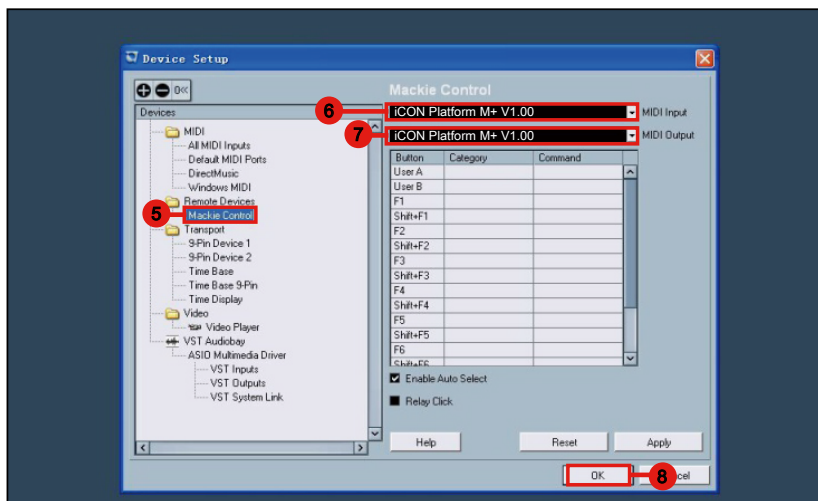 Device Setup
Devices
MIDI
All MIDI Inputs
Default MIDI Ports
DirectMusic
Windows MIDI
Remote Devices
5
Mackie Control
Transport
9-Pin Device 1
9-Pin Device 2
Time Base
Time Base 9-Pin
Time Display
Video
Video Player
VST Audiobay
ASIO Multimedia Driver
VST Inputs
VST Outputs
VST System Link
Mackie Control
6 iCON Platform M+ V1.00 MIDI Input
7 iCON Platform M+ V1.00 MIDI Output
Button Category Command
User A
User B
F1
Shift+F1
F2
Shift+F2
F3
Shift+F3
F4
Shift+F4
F5
Shift+F5
F6
Shift+F6
Enable Auto Select
Relay Click
Help Reset Apply
OK 8 cel